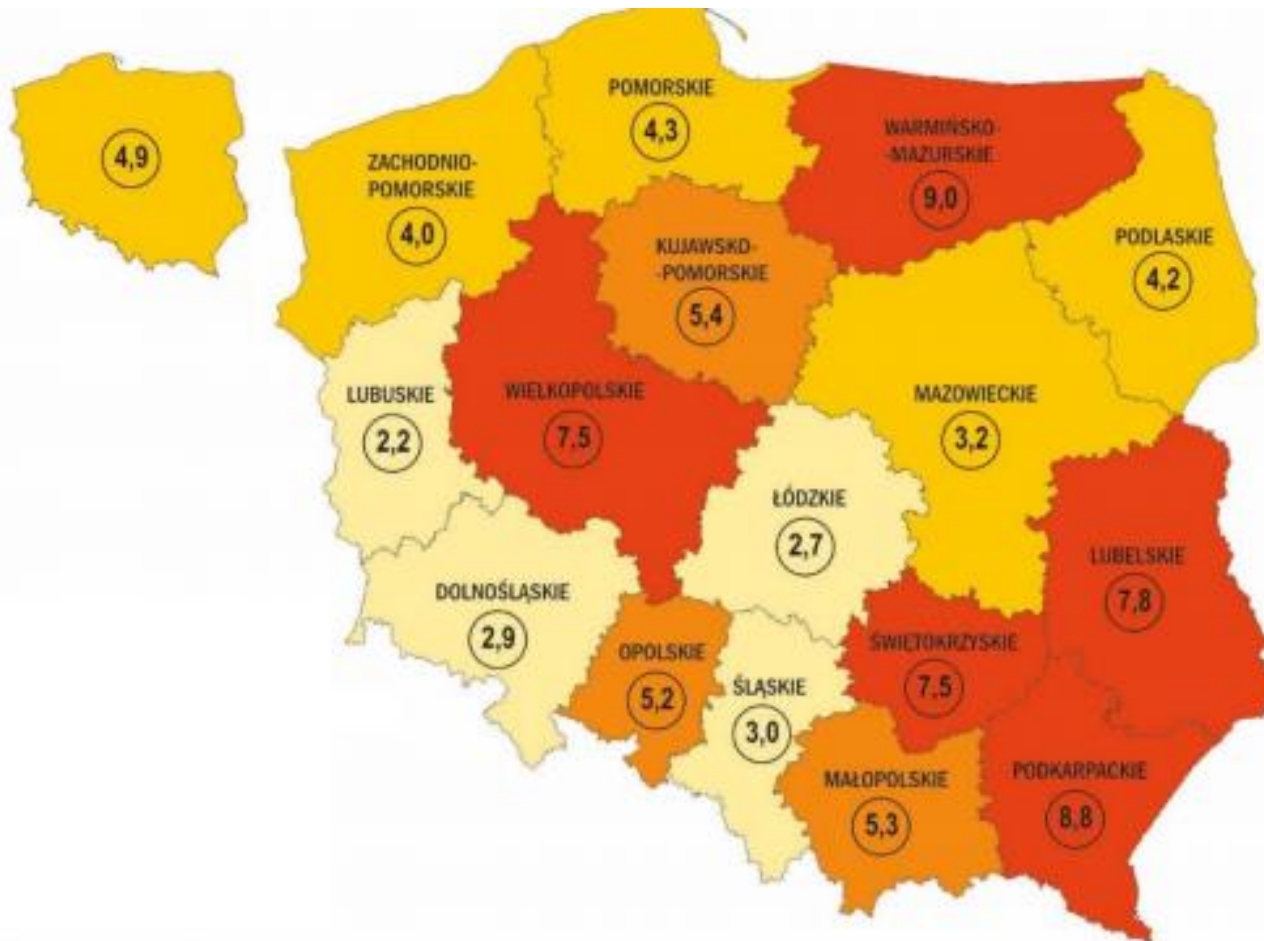 4,9
POMORSKIE
4,3
WARMIŃSKO-
-MAZURSKIE
9,0
ZACHODNIO-
POMORSKIE
4,0
KUJAWSKO-
-POMORSKIE
5,4
PODLASKIE
4,2
LUBUSKIE
2,2
WIELKOPOLSKIE
7,5
MAZOWIECKIE
3,2
ŁÓDZKIE
2,7
LUBELSKIE
7,8
DOLNOŚLĄSKIE
2,9
OPOLSKIE
5,2
ŚLĄSKIE
3,0
ŚWIĘTOKRZYSKIE
7,5
MAŁOPOLSKIE
5,3
PODKARPACKIE
8,8